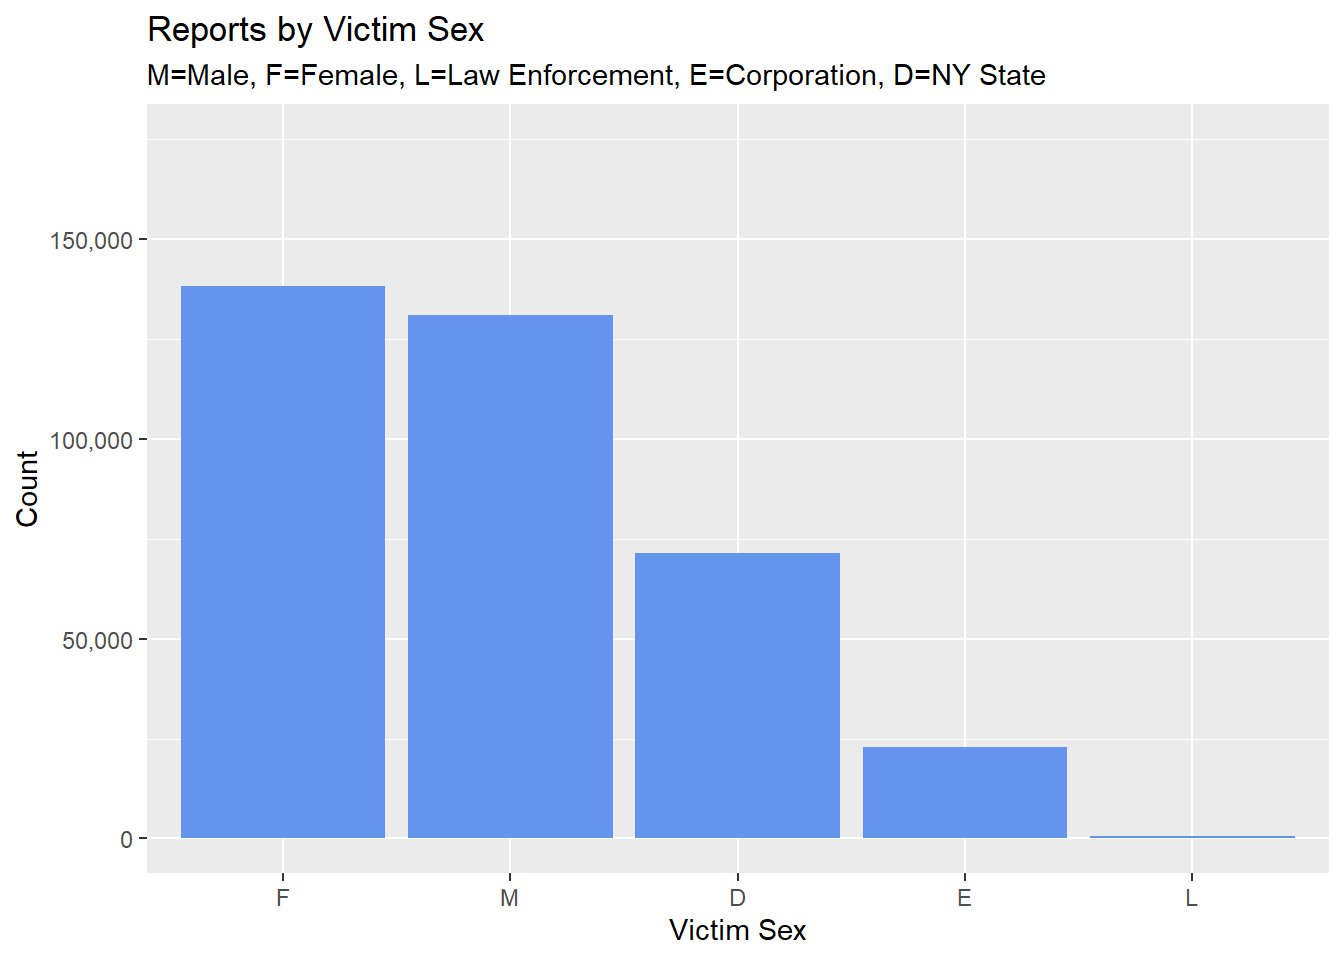 Reports by Victim Sex
M=Male, F=Female, L=Law Enforcement, E=Corporation, D=NY State
150,000
100,000
50,000
0
Count
F M D E L
Victim Sex